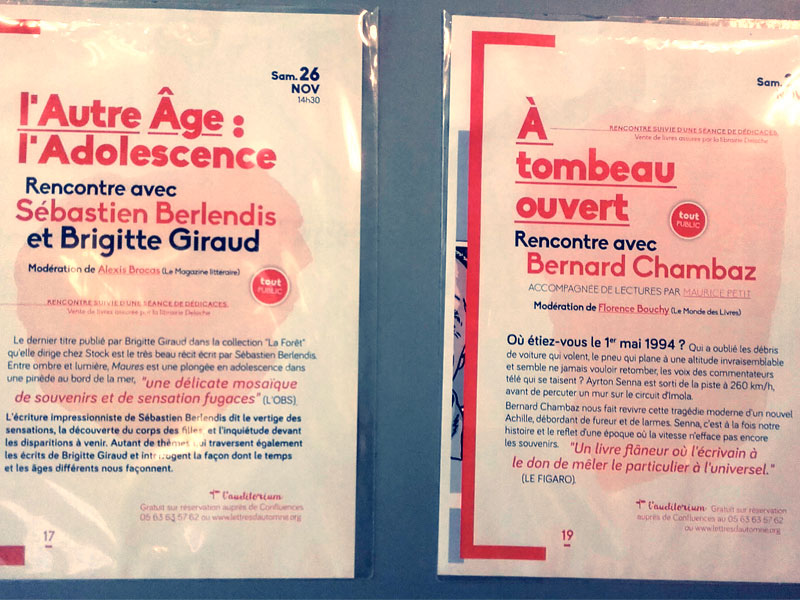 Sam. 26
NOV
14h30
l'Autre Âge :
l'Adolescence
Rencontre avec
Sébastien Berlendis
et Brigitte Giraud
Modération de Alexis Brocas (Le Magazine littéraire)
tout
PUBLIC
RENCONTRE SUIVIE D'UNE SÉANCE DE DÉDICACES.
Vente de livres assurée par la librairie Deloche
Le dernier titre publié par Brigitte Giraud dans la collection "La Forêt"
qu'elle dirige chez Stock est le très beau récit écrit par Sébastien Berlendis.
Entre ombre et lumière, Maures est une plongée en adolescence dans
une pinède au bord de la mer, "une délicate mosaïque
de souvenirs et de sensation fugaces" (L'OBS).
L'écriture impressionniste de Sébastien Berlendis dit le vertige des
sensations, la découverte du corps des filles et l'inquiétude devant
les disparitions à venir. Autant de thèmes qui traversent également
les écrits de Brigitte Giraud et interrogent la façon dont le temps
et les âges différents nous façonnent.
l'auditorium
Gratuit sur réservation auprès de Confluences
05 63 63 57 62 ou www.lettresdautomne.org
17
Sam.
À
tombeau
ouvert
RENCONTRE SUIVIE D'UNE SÉANCE DE DÉDICACES.
Vente de livres assurée par la librairie Deloche
tout
PUBLIC
Rencontre avec
Bernard Chambaz
ACCOMPAGNÉE DE LECTURES PAR MAURICE PETIT
Modération de Florence Bouchy (Le Monde des Livres)
Où étiez-vous le 1er mai 1994 ? Qui a oublié les débris
de voiture qui volent, le pneu qui plane à une altitude invraisemblable
et semble ne jamais vouloir retomber, les voix des commentateurs
télé qui se taisent ? Ayrton Senna est sorti de la piste à 260 km/h,
avant de percuter un mur sur le circuit d'Imola.
Bernard Chambaz nous fait revivre cette tragédie moderne d'un nouvel
Achille, débordant de fureur et de larmes. Senna, c'est à la fois notre
histoire et le reflet d'une époque où la vitesse n'efface pas encore
les souvenirs. "Un livre flâneur où l'écrivain à
le don de mêler le particulier à l'universel."
(LE FIGARO).
l'auditorium Gratuit sur réservation
auprès de Confluences au 05 63 63 57 62
ou www.lettresdautomne.org
19